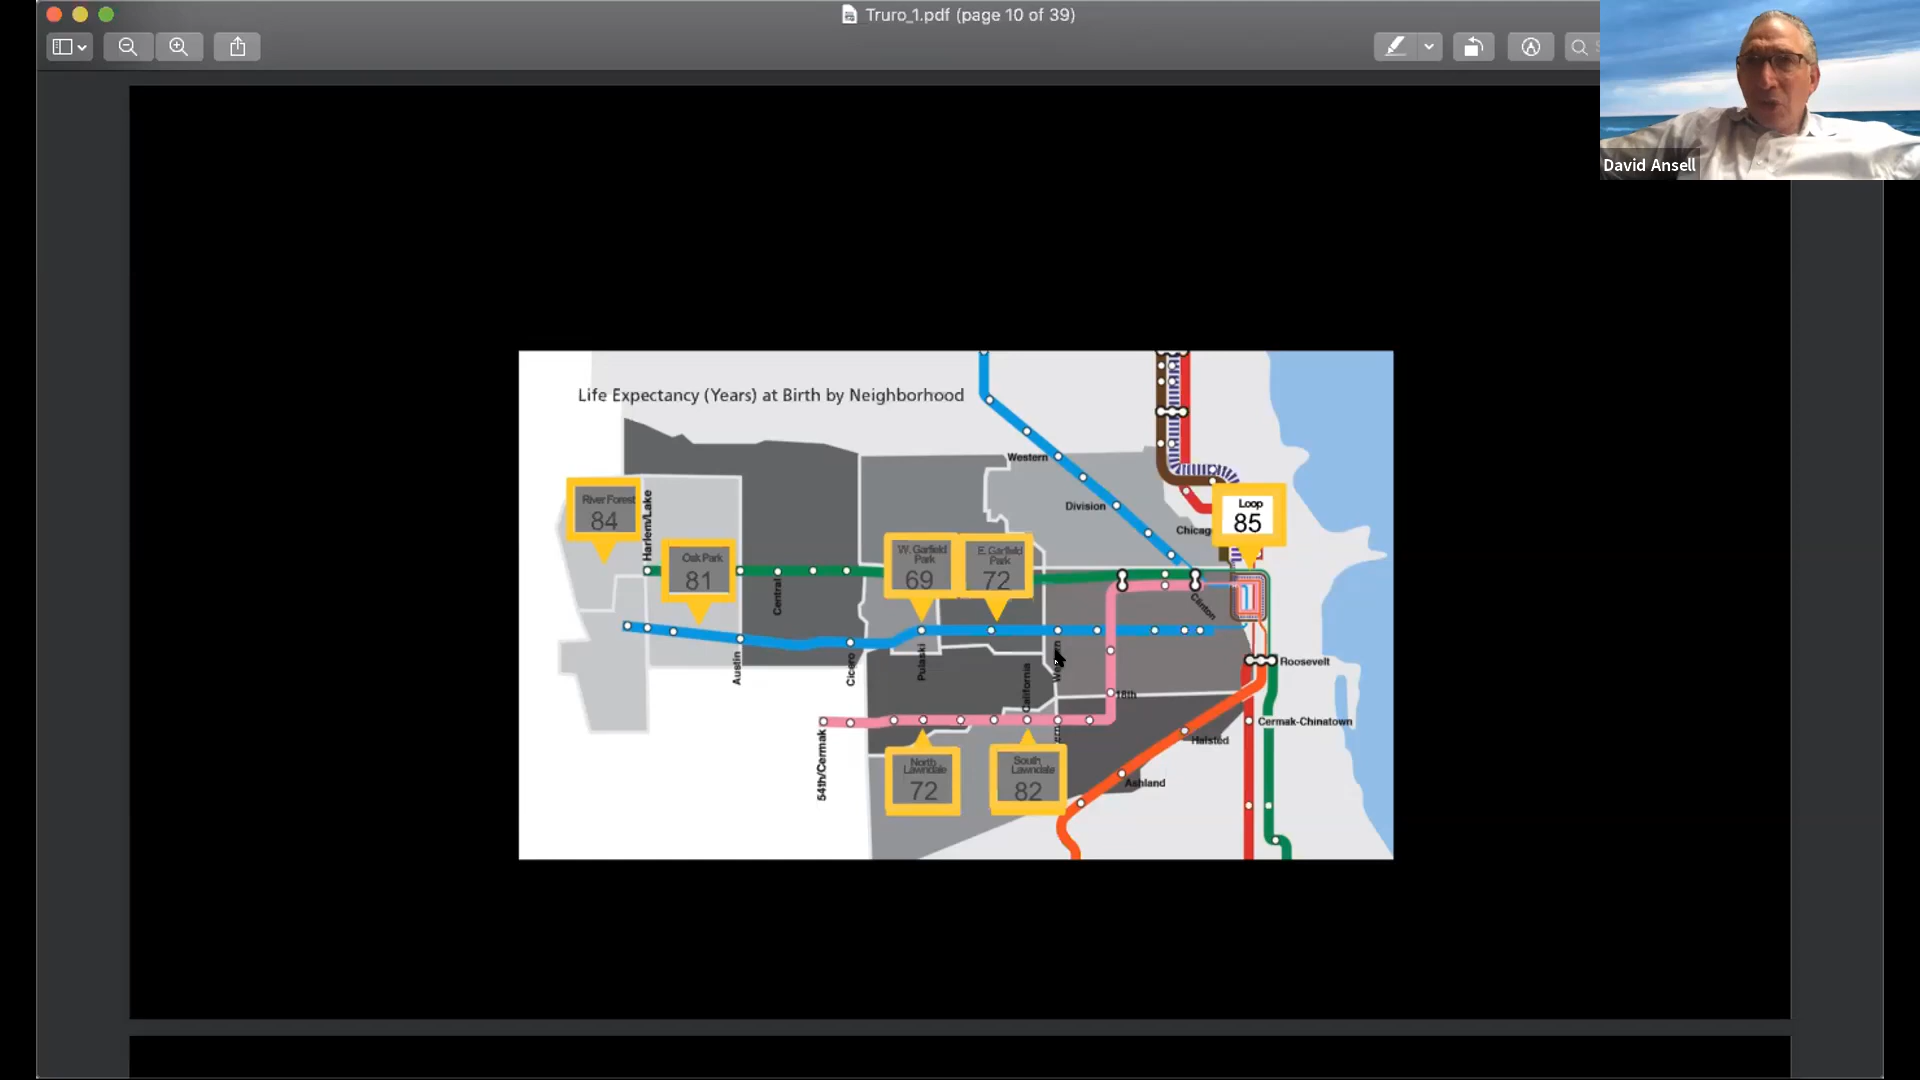 Truro_1.pdf (page 10 of 39)
David Ansell
Life Expectancy (Years) at Birth by Neighborhood
Western
River Forest
84
Harlem/Lake
Division
Loop
85
Oak Park
81
W. Garfield
Park
69
E. Garfield
Park
72
Central
Clinton
Austin
Cicero
Pulaski
California
Roosevelt
18th
Cermak-Chinatown
54th/Cermak
Halsted
North
Lawndale
72
South
Lawndale
82
Ashland